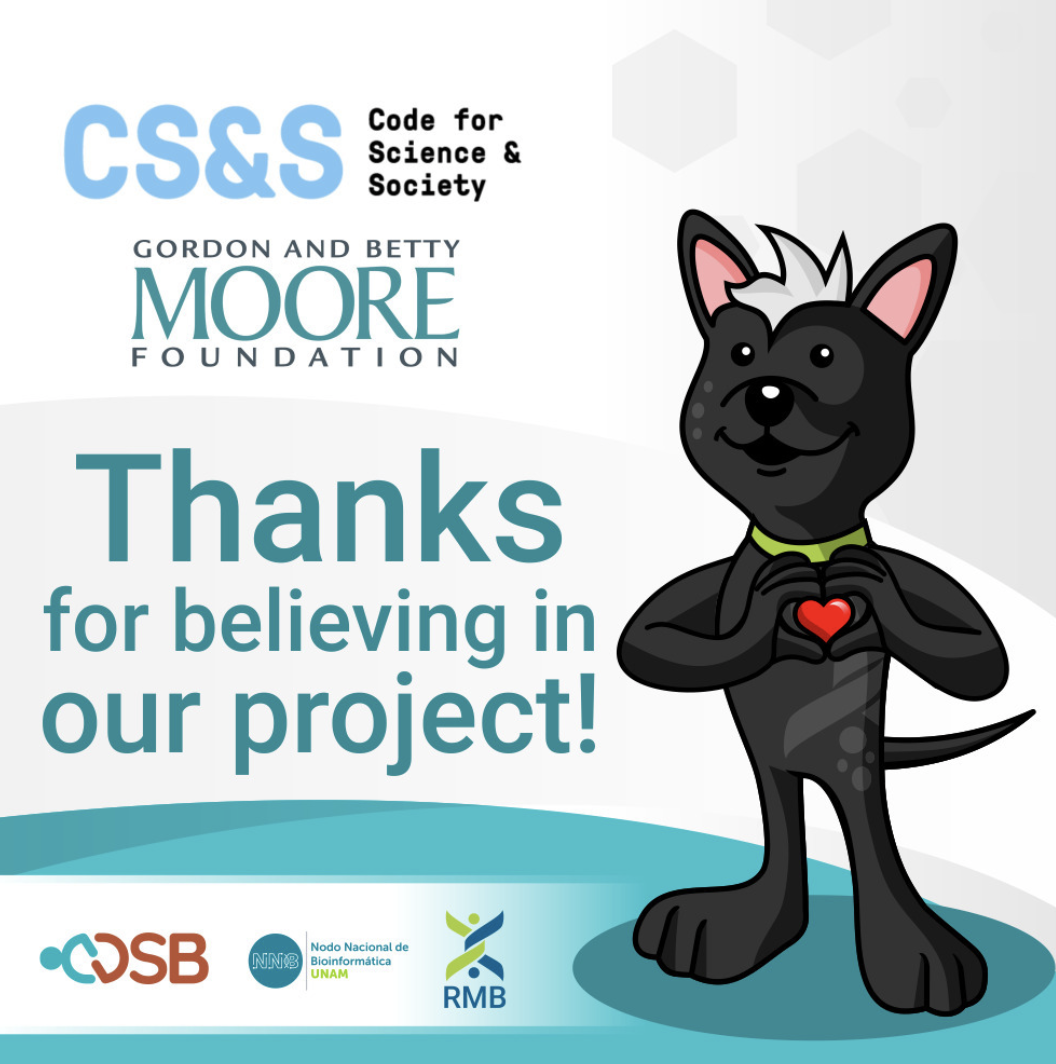 CS&S
Code for
Science &
Society
GORDON AND BETTY
MOORE
FOUNDATION
Thanks
for believing in
our project!
CDSB
NNB
Nodo Nacional de
Bioinformática
UNAM
RMB